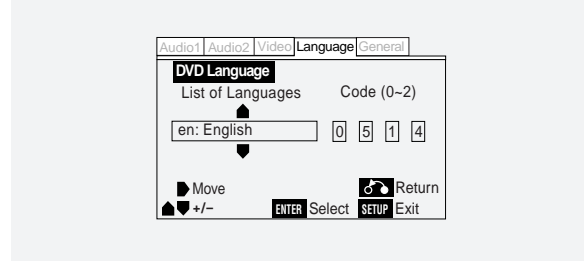 Audio1 Audio2 Video Language General
DVD Language
List of Languages Code (0~2)
en: English 0 5 1 4
Move Return
+/– ENTER Select SETUP Exit